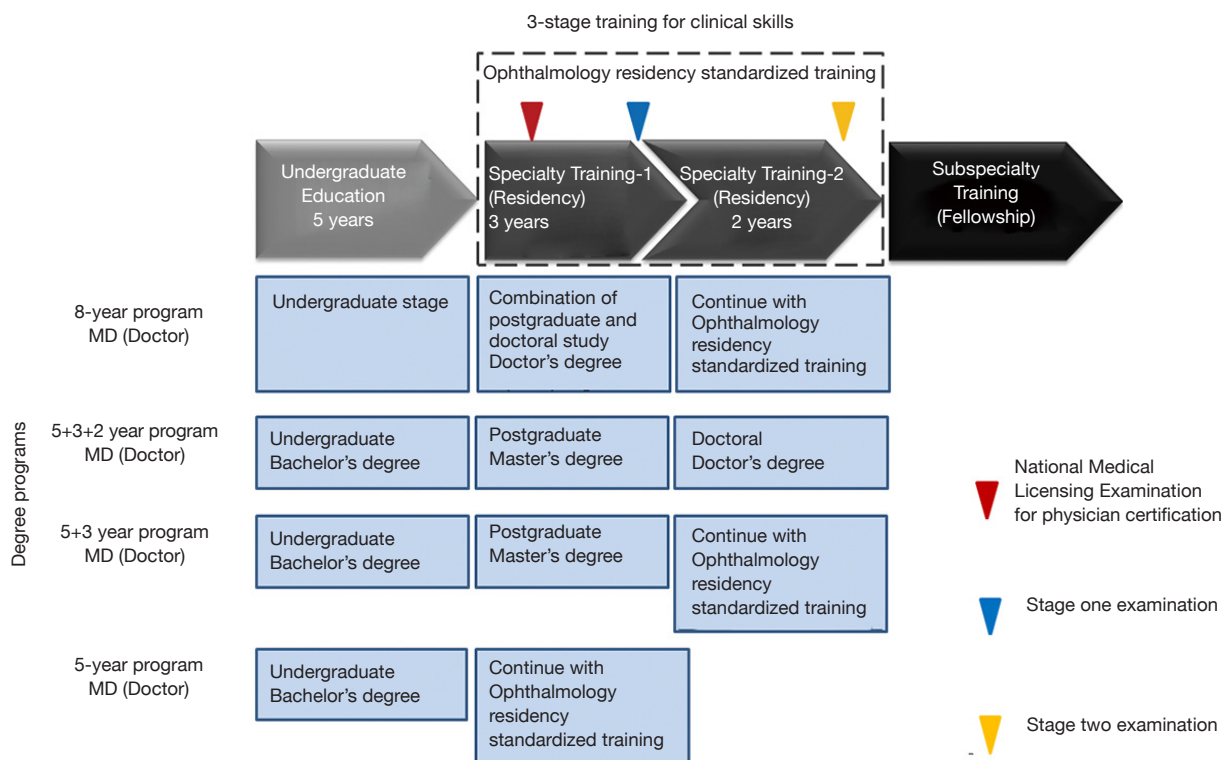 3-stage training for clinical skills
Ophthalmology residency standardized training
Undergraduate
Education
5 years
Specialty Training-1
(Residency)
3 years
Specialty Training-2
(Residency)
2 years
Subspecialty
Training
(Fellowship)
Degree programs
8-year program
MD (Doctor)
Undergraduate stage
Combination of
postgraduate and
doctoral study
Doctor's degree
Continue with
Ophthalmology
residency
standardized training
5+3+2 year program
MD (Doctor)
Undergraduate
Bachelor's degree
Postgraduate
Master's degree
Doctoral
Doctor's degree
5+3 year program
MD (Doctor)
Undergraduate
Bachelor's degree
Postgraduate
Master's degree
Continue with
Ophthalmology
residency
standardized training
5-year program
MD (Doctor)
Undergraduate
Bachelor's degree
Continue with
Ophthalmology
residency
standardized training
National Medical
Licensing Examination
for physician certification
Stage one examination
Stage two examination